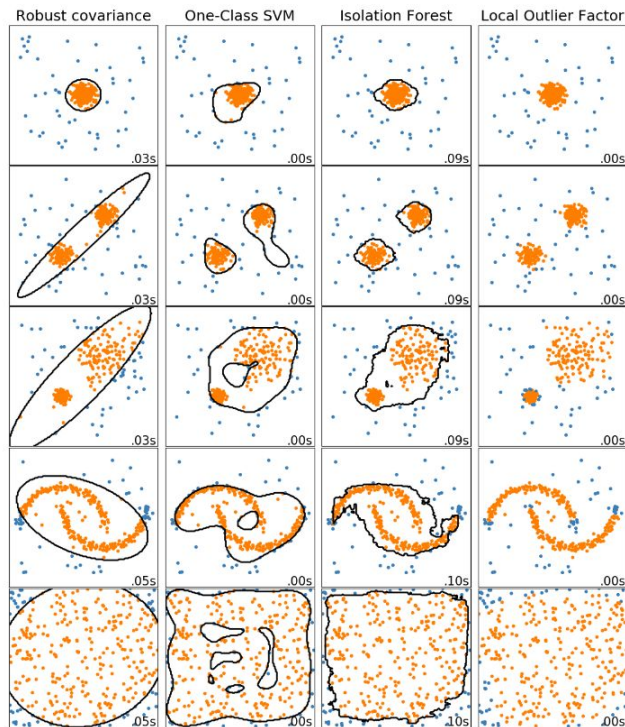 Robust covariance One-Class SVM Isolation Forest Local Outlier Factor
.03s .00s .09s .00s
.03s .00s .09s .00s
.03s .00s .09s .00s
.05s .00s .10s .00s
.05s .00s .10s .00s